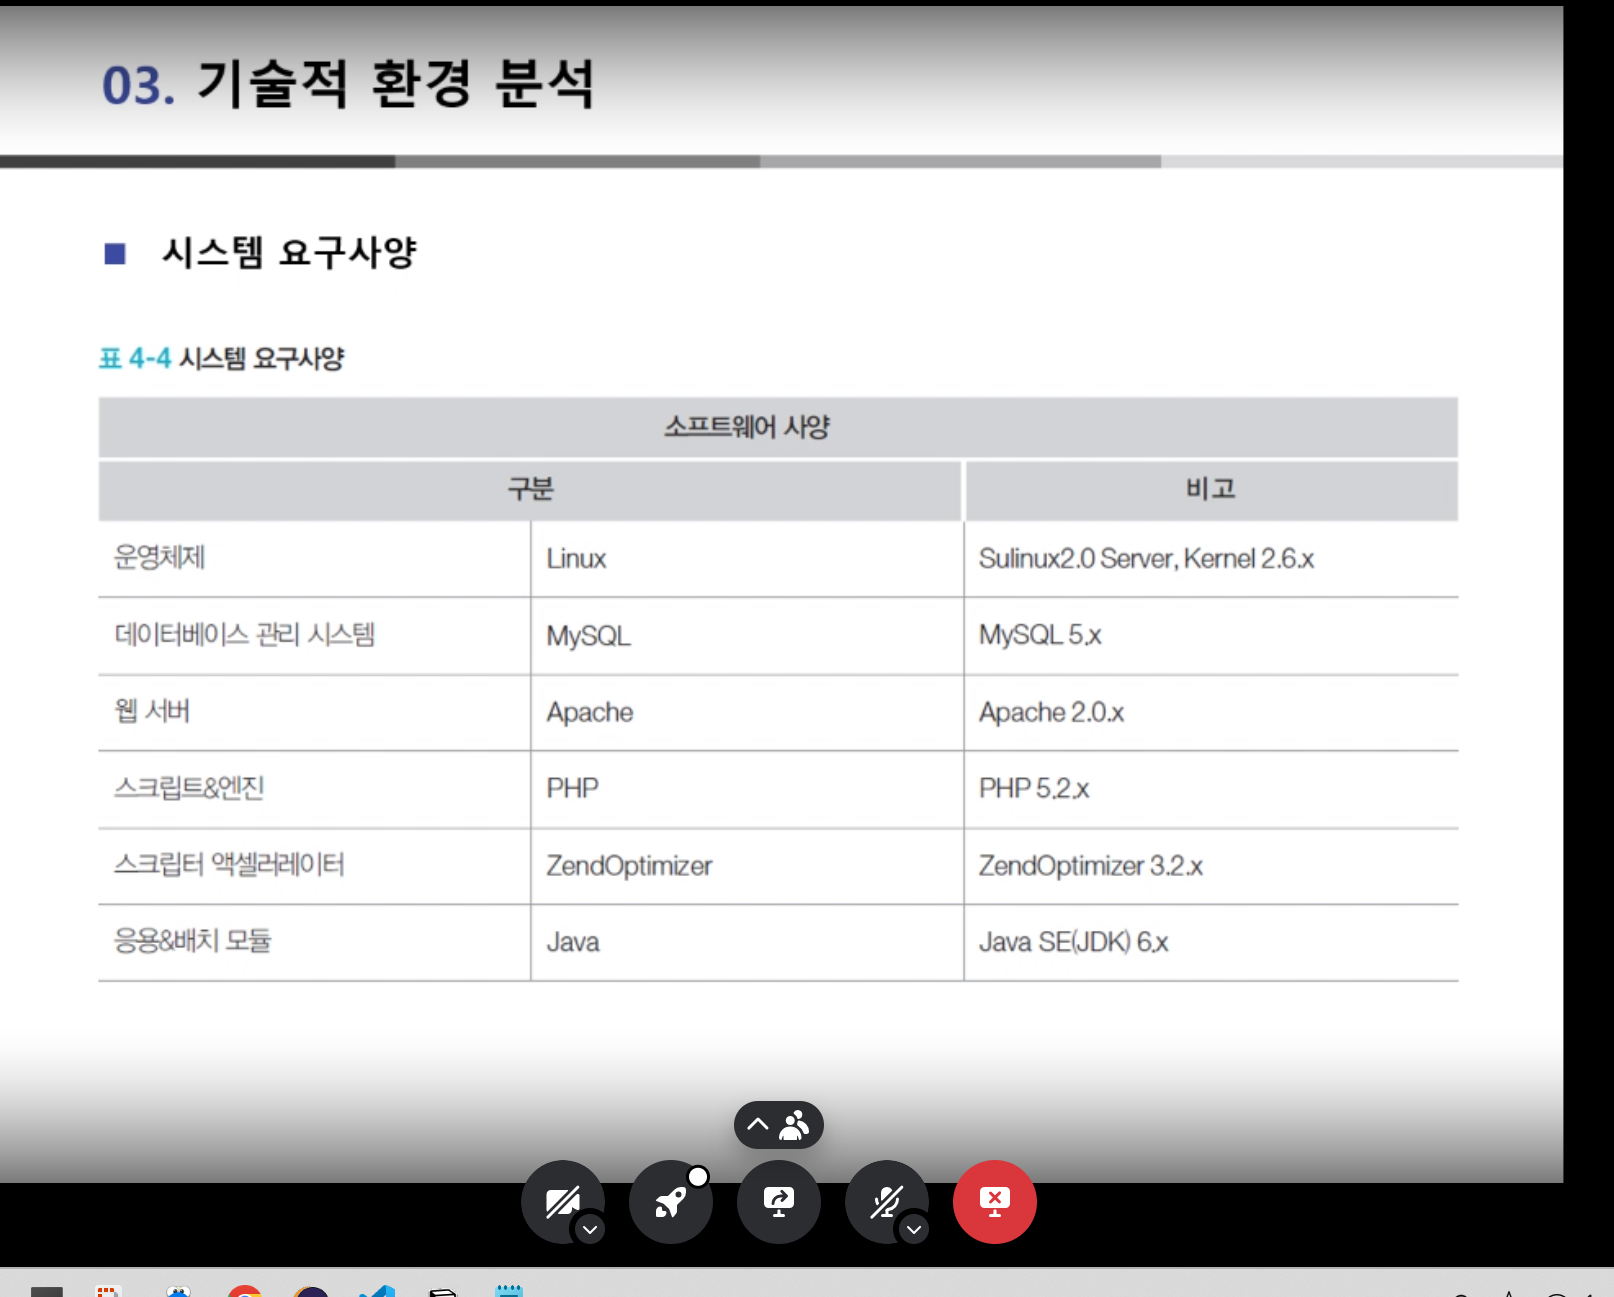 03. 기술적 환경 분석
■ 시스템 요구사양
표 4-4 시스템 요구사양
소프트웨어 사양
구분 비고
운영체제 Linux Sulinux2.0 Server, Kernel 2.6.x
데이터베이스 관리 시스템 MySQL MySQL 5.x
웹 서버 Apache Apache 2.0.x
스크립트&엔진 PHP PHP 5.2.x
스크립터 액셀러레이터 ZendOptimizer ZendOptimizer 3.2.x
응용&배치 모듈 Java Java SE(JDK) 6.x